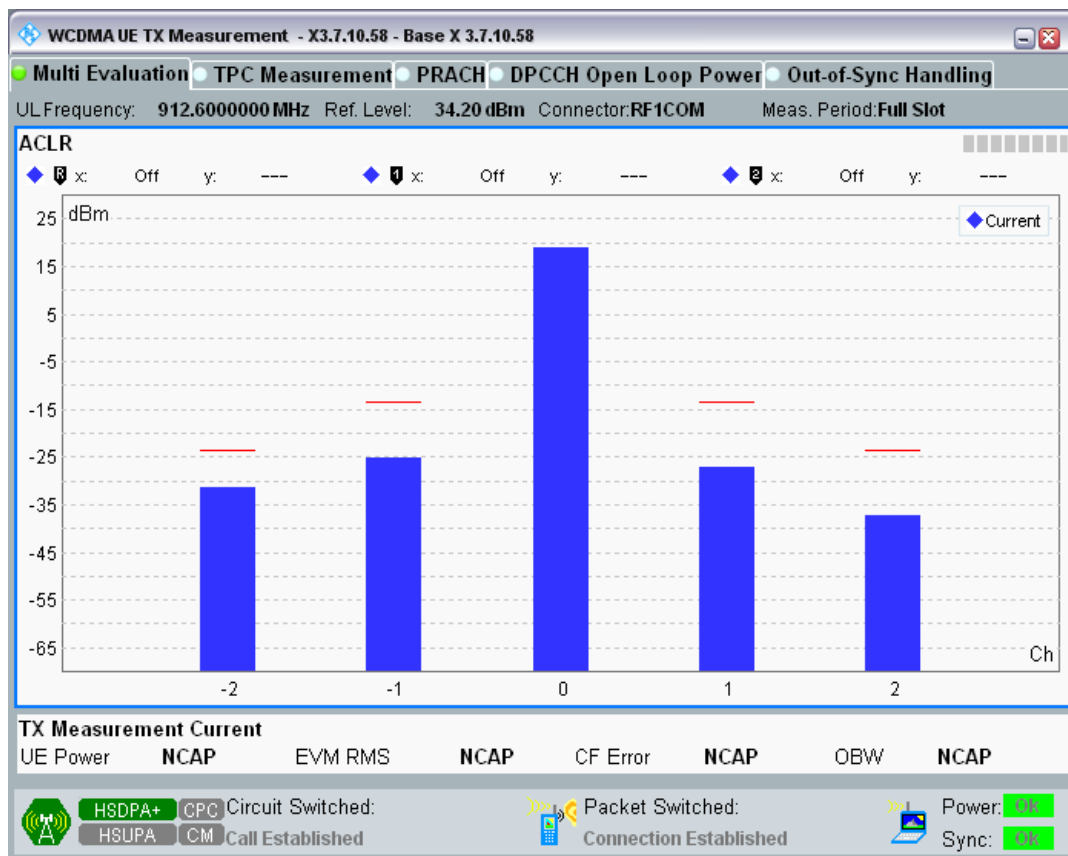 WCDMA UE TX Measurement - X3.7.10.58 - Base X 3.7.10.58
Multi Evaluation TPC Measurement PRACH DPCCH Open Loop Power Out-of-Sync Handling
UL Frequency: 912.6000000 MHz Ref. Level: 34.20 dBm Connector:RF1COM Meas. Period:Full Slot
ACLR
R x: Off y: --- 1 x: Off y: --- 2 x: Off y: ---
dBm
Current
25
15
5
-5
-15
-25
-35
-45
-55
-65
Ch
-2 -1 0 1 2
TX Measurement Current
UE Power NCAP EVM RMS NCAP CF Error NCAP OBW NCAP
HSDPA+ CPC Circuit Switched: Packet Switched: Power: OK
HSUPA CM Call Established Connection Established Sync: OK